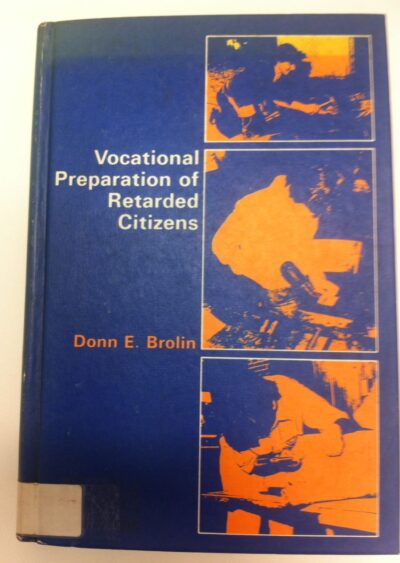 Vocational
Preparation of
Retarded
Citizens
Donn E. Brolin